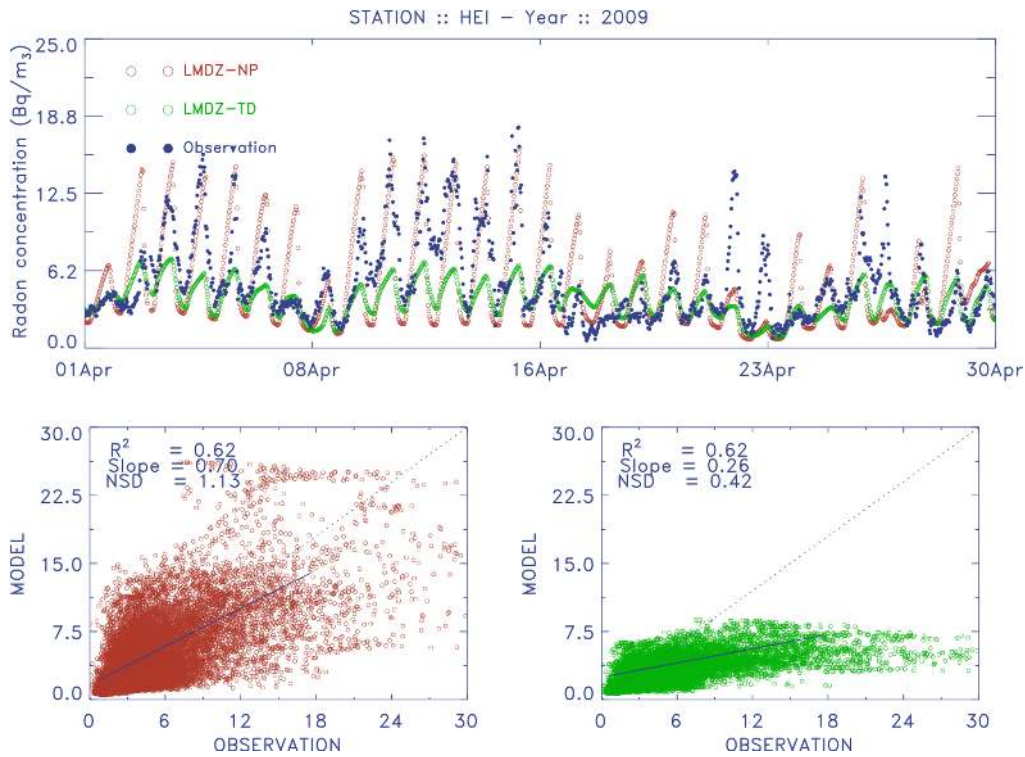 STATION :: HEI – Year :: 2009
Radon concentration (Bq/m3)
25.0
18.8
12.5
6.2
0.0
LMDZ–NP
LMDZ–TD
Observation
01Apr 08Apr 16Apr 23Apr 30Apr
MODEL
30.0
22.5
15.0
7.5
0.0
R2 = 0.62
Slope = 0.70
NSD = 1.13
0 6 12 18 24 30
OBSERVATION
MODEL
30.0
22.5
15.0
7.5
0.0
R2 = 0.62
Slope = 0.26
NSD = 0.42
0 6 12 18 24 30
OBSERVATION